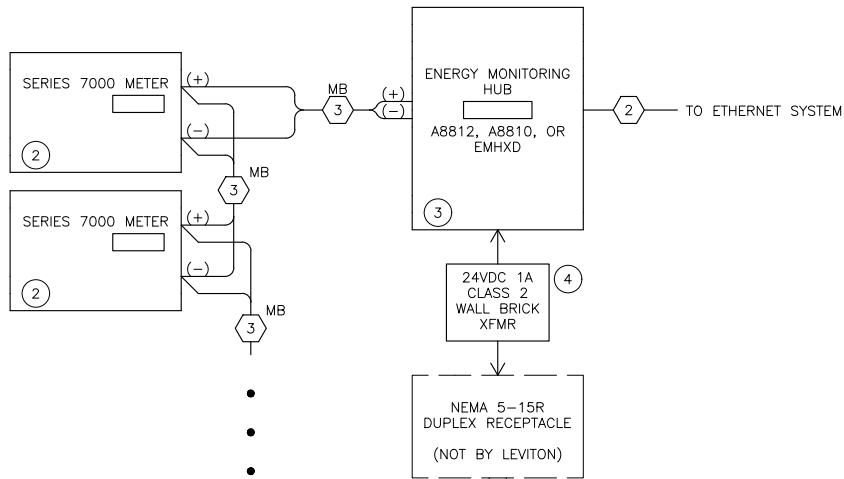 SERIES 7000 METER
(+)
(-)
2
MB
3
MB
3
SERIES 7000 METER
(+)
(-)
2
MB
3
ENERGY MONITORING
HUB
(+)
(-)
A8812, A8810, OR
EMHXD
3
2
TO ETHERNET SYSTEM
24VDC 1A
CLASS 2
WALL BRICK
XFMR
4
NEMA 5-15R
DUPLEX RECEPTACLE
(NOT BY LEVITON)